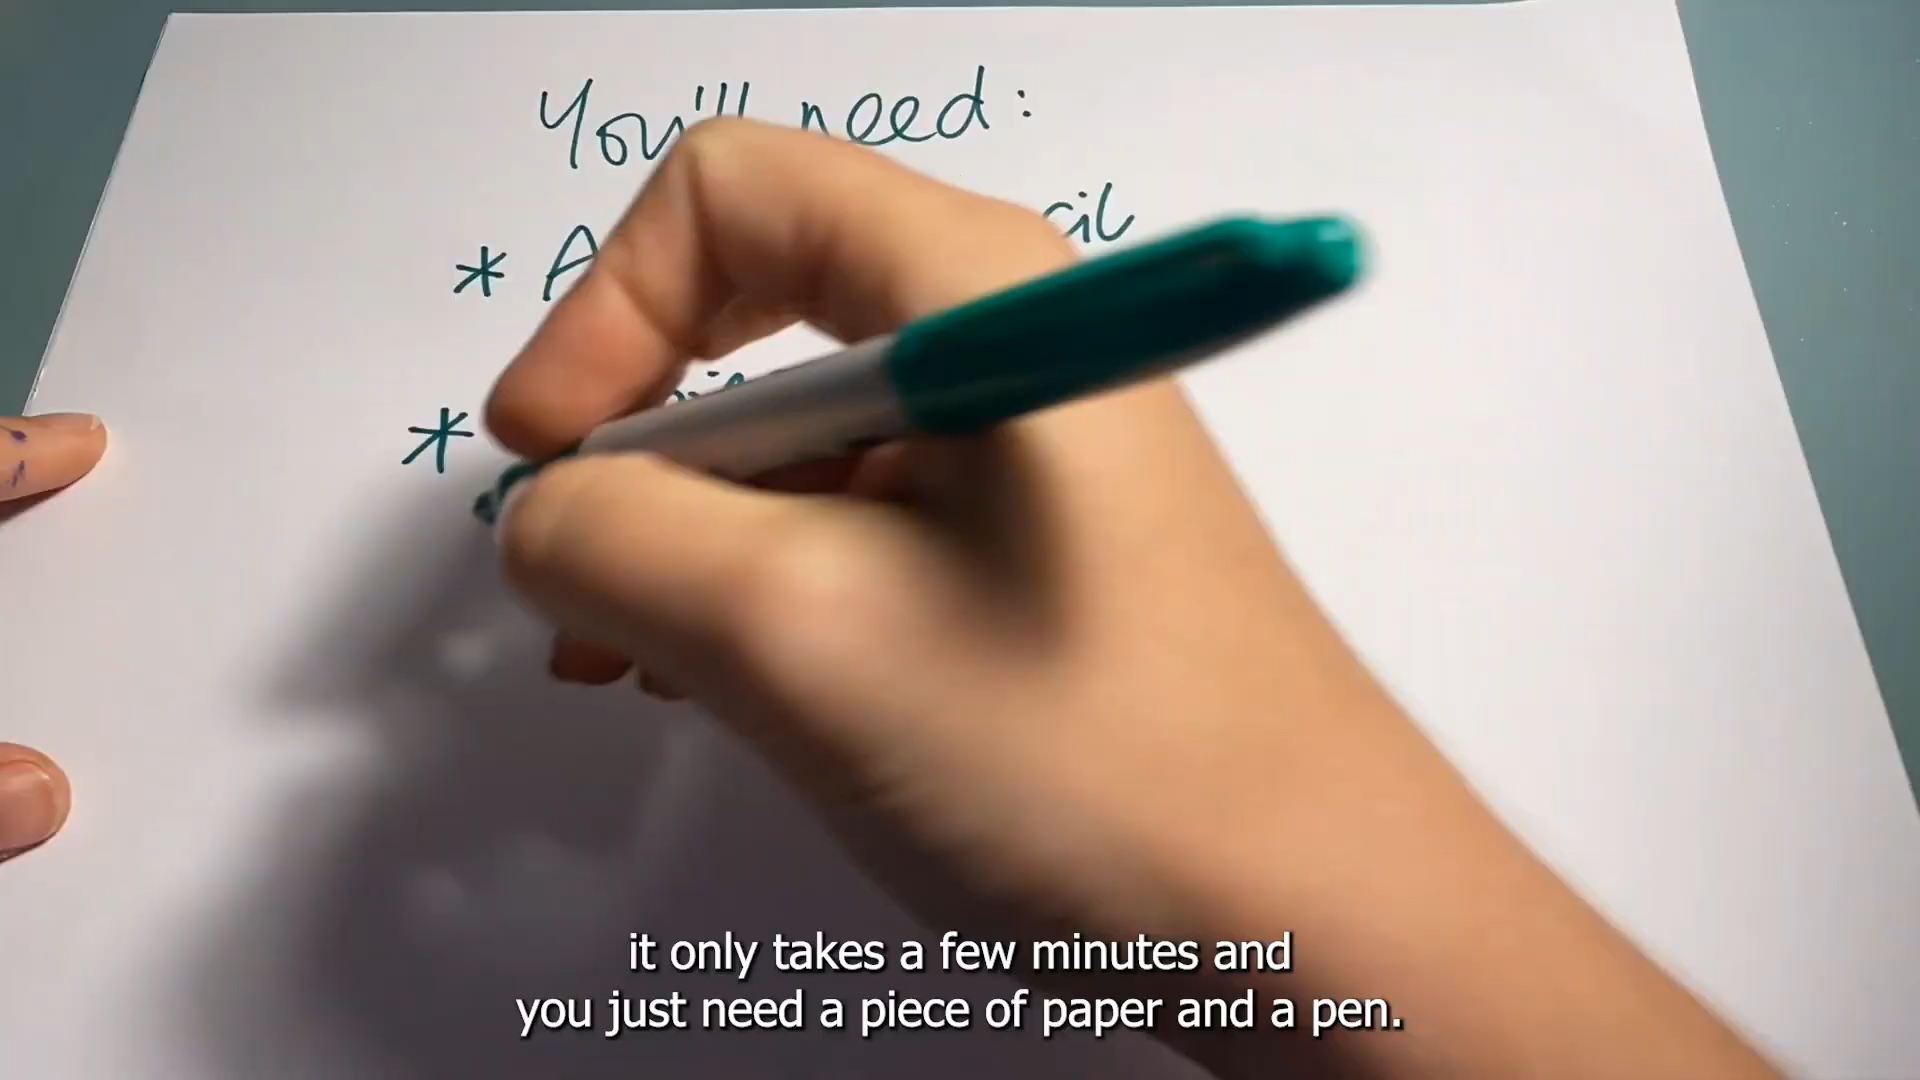 You'll need:
* A
*
it only takes a few minutes and
you just need a piece of paper and a pen.